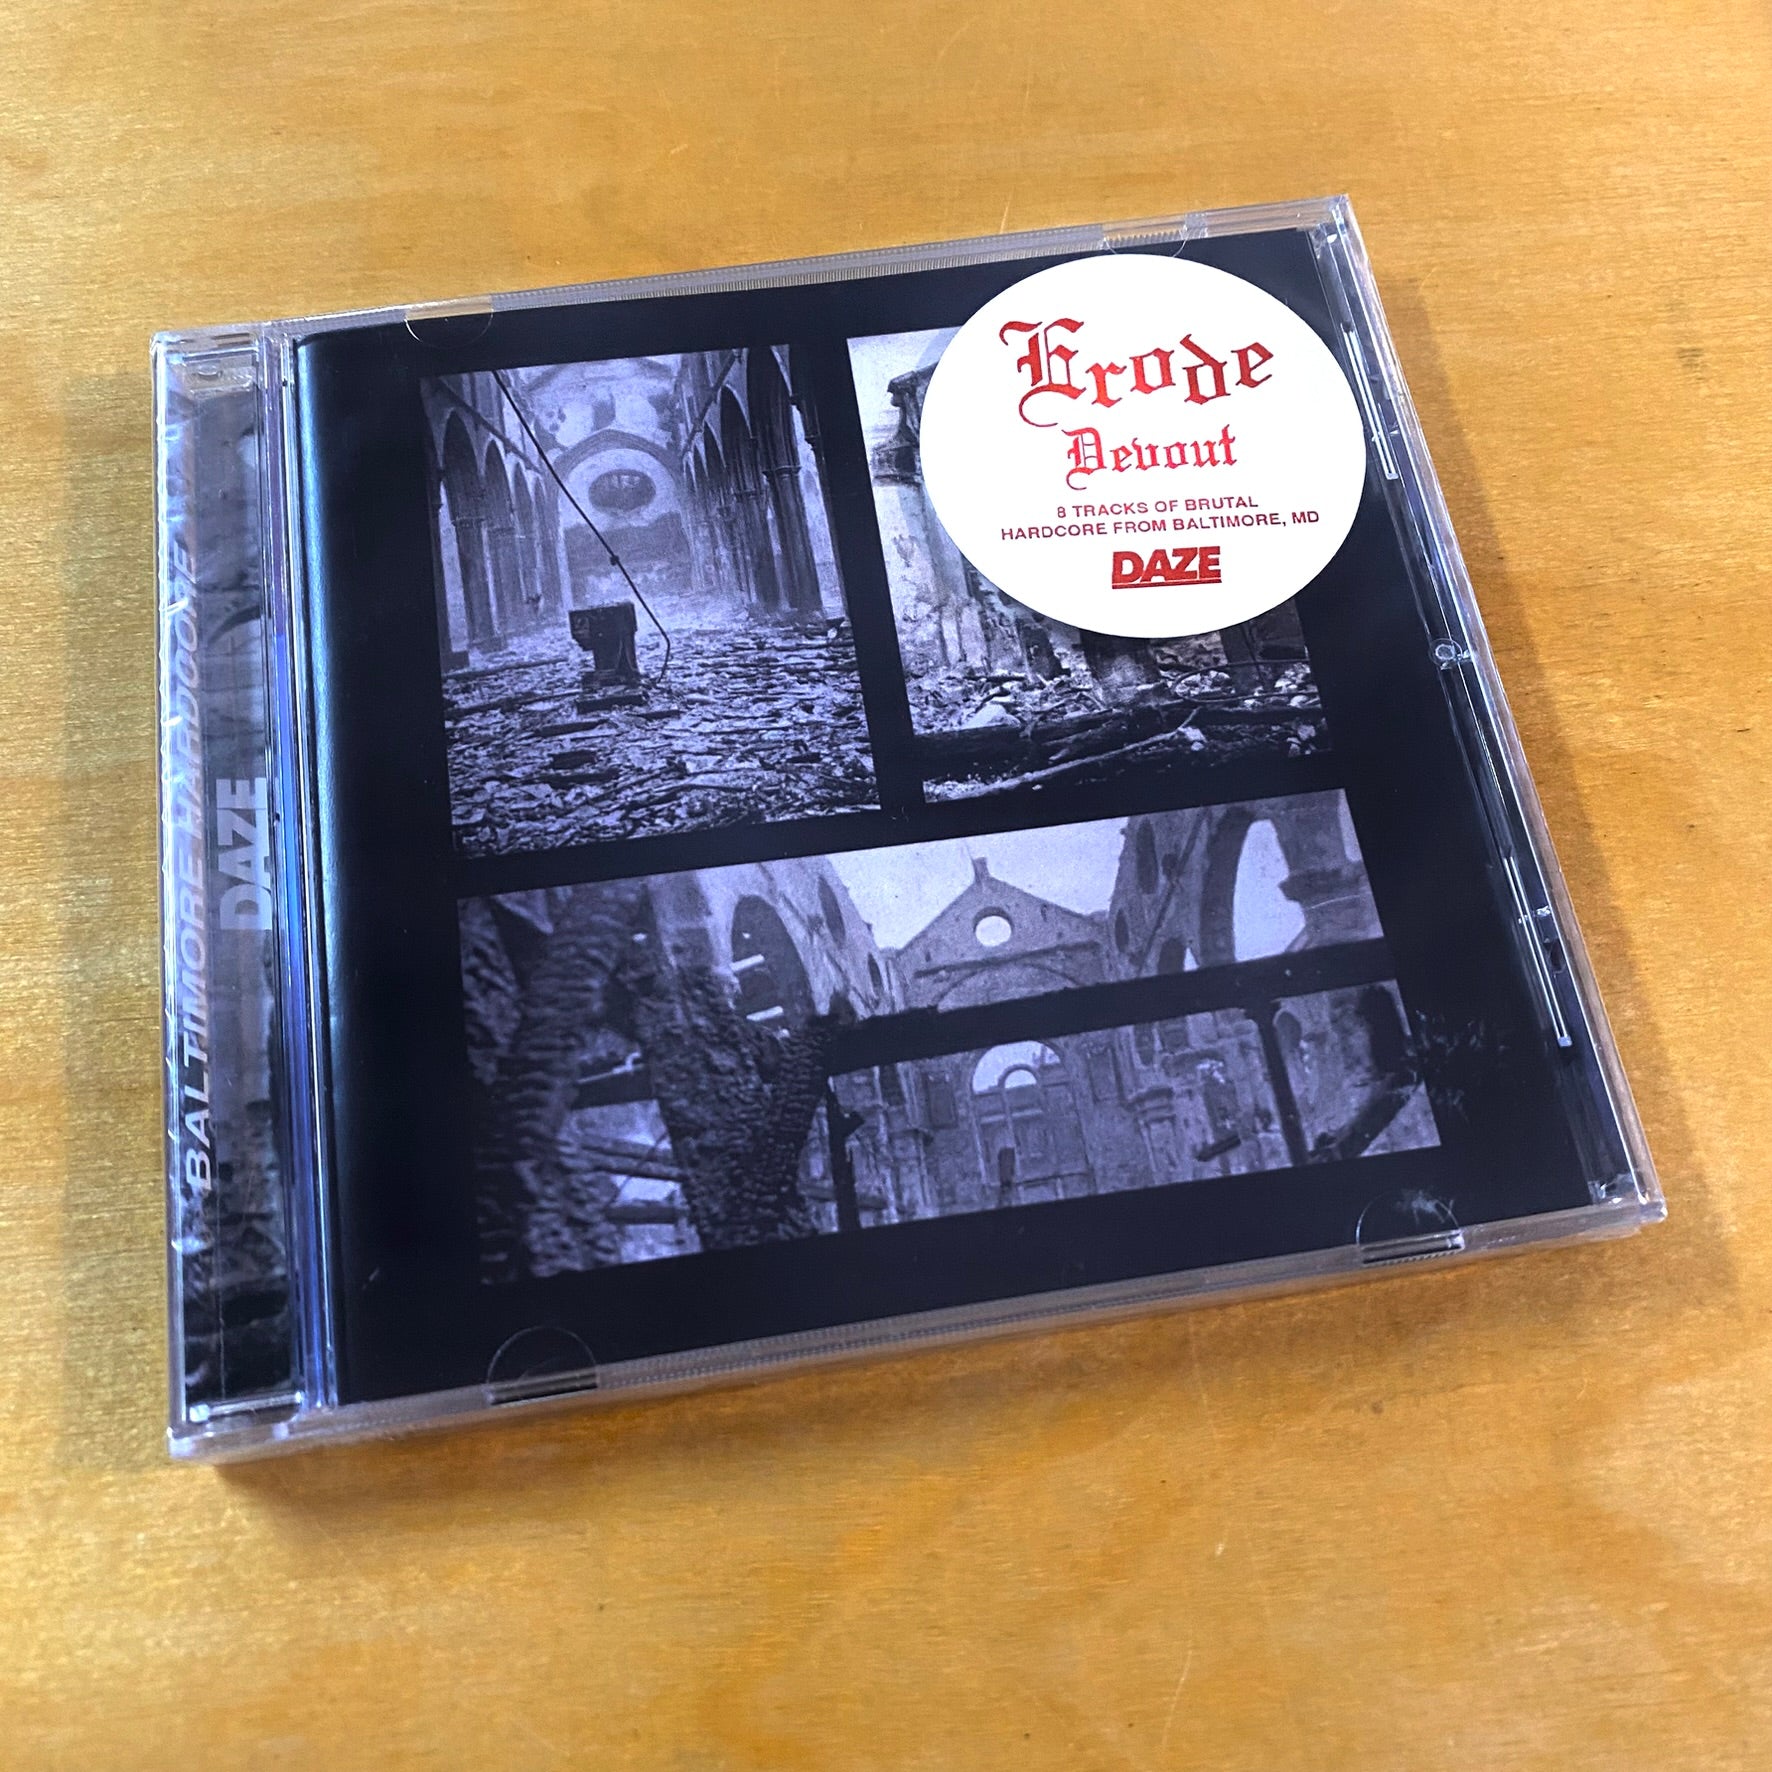 Erode
Devout
8 TRACKS OF BRUTAL
HARDCORE FROM BALTIMORE, MD
DAZE
BALTIMORE HARDCORE
DAZE